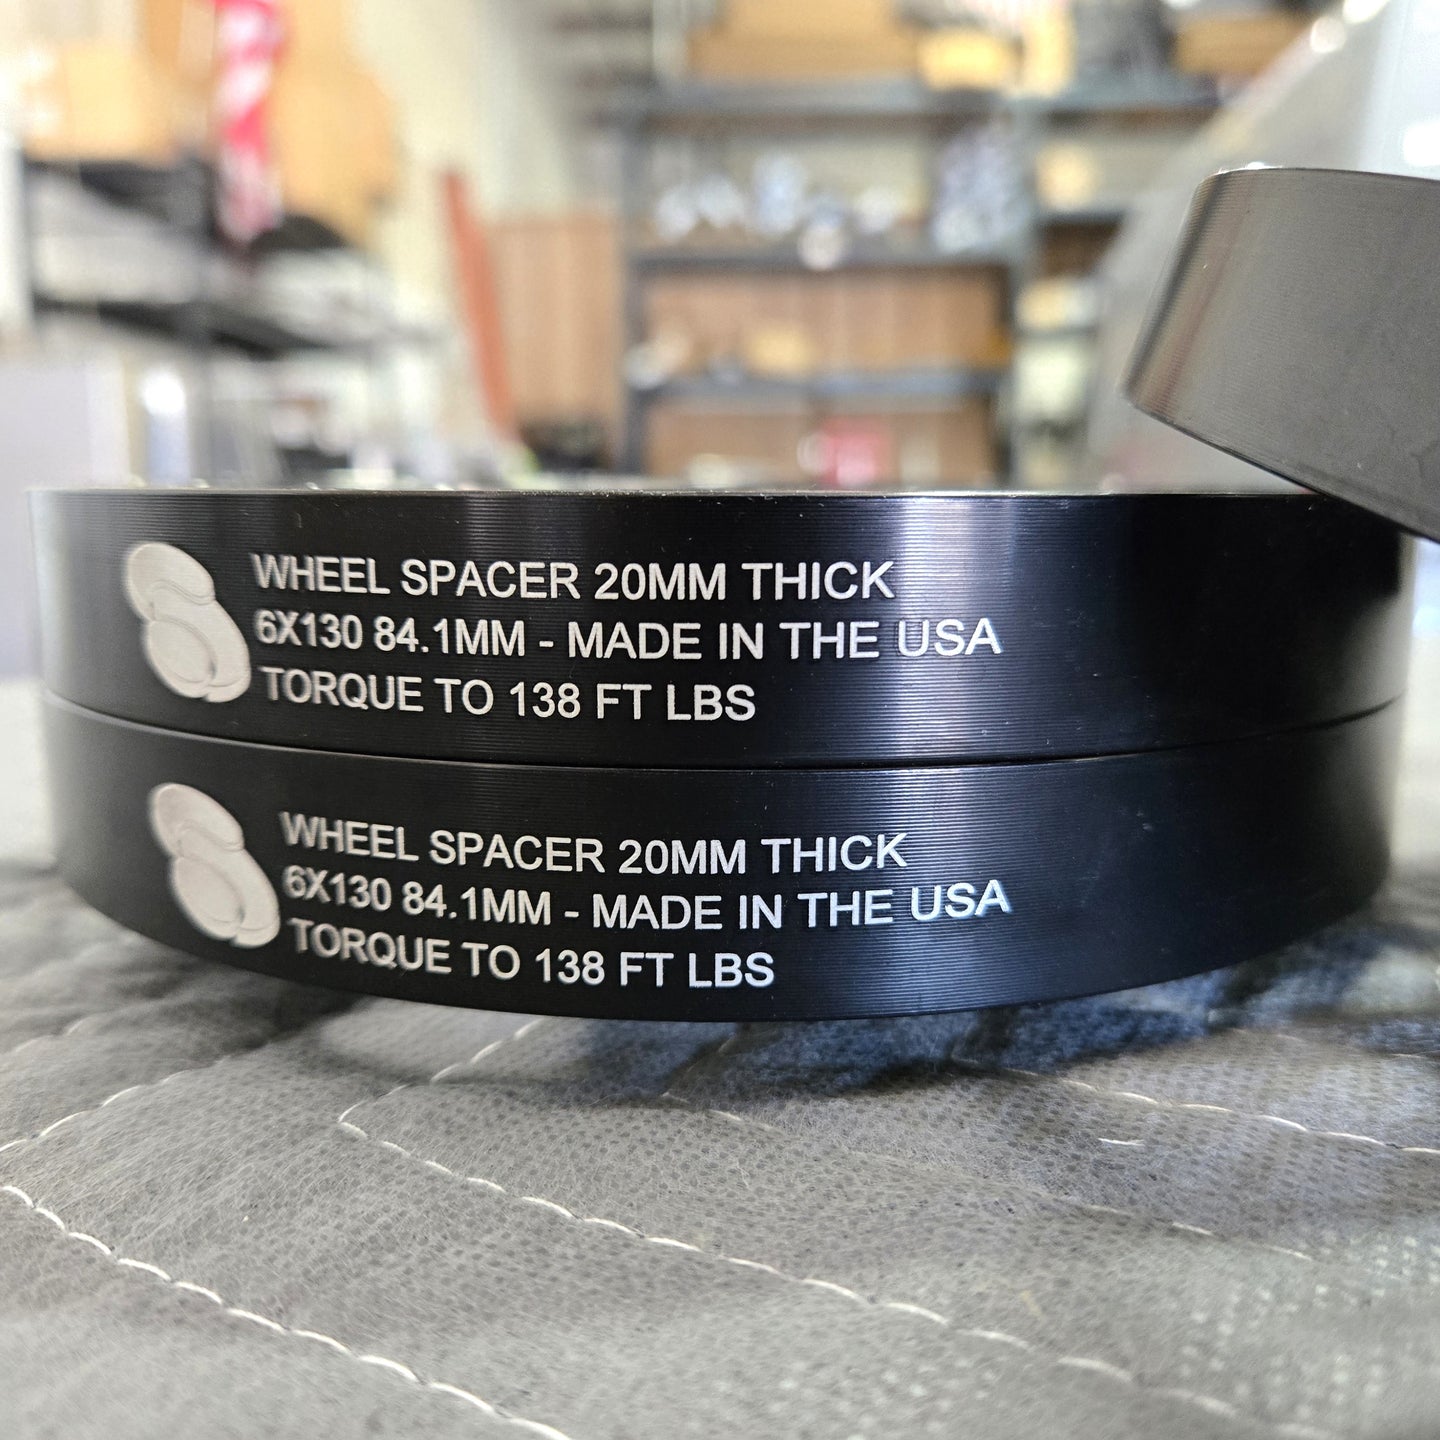 WHEEL SPACER 20MM THICK
6X130 84.1MM - MADE IN THE USA
TORQUE TO 138 FT LBS
WHEEL SPACER 20MM THICK
6X130 84.1MM - MADE IN THE USA
TORQUE TO 138 FT LBS